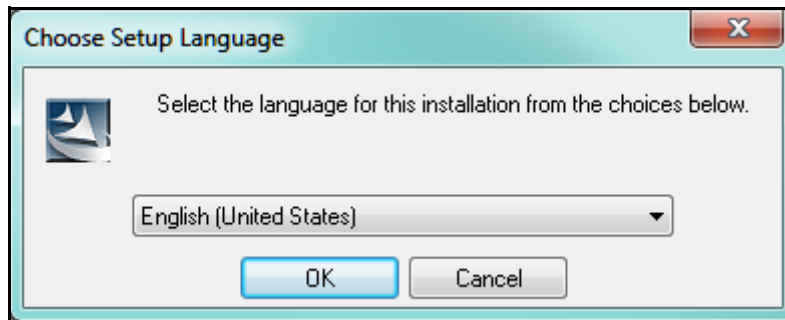 Choose Setup Language
Select the language for this installation from the choices below.
English (United States)
OK
Cancel